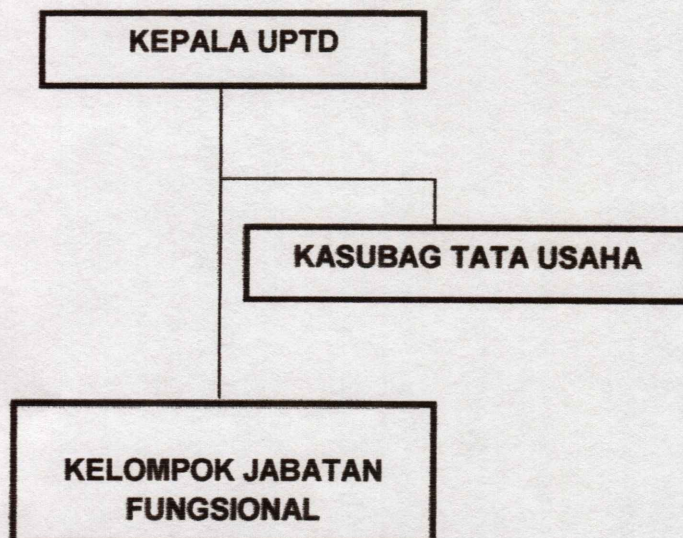 KEPALA UPTD
KASUBAG TATA USAHA
KELOMPOK JABATAN
FUNGSIONAL